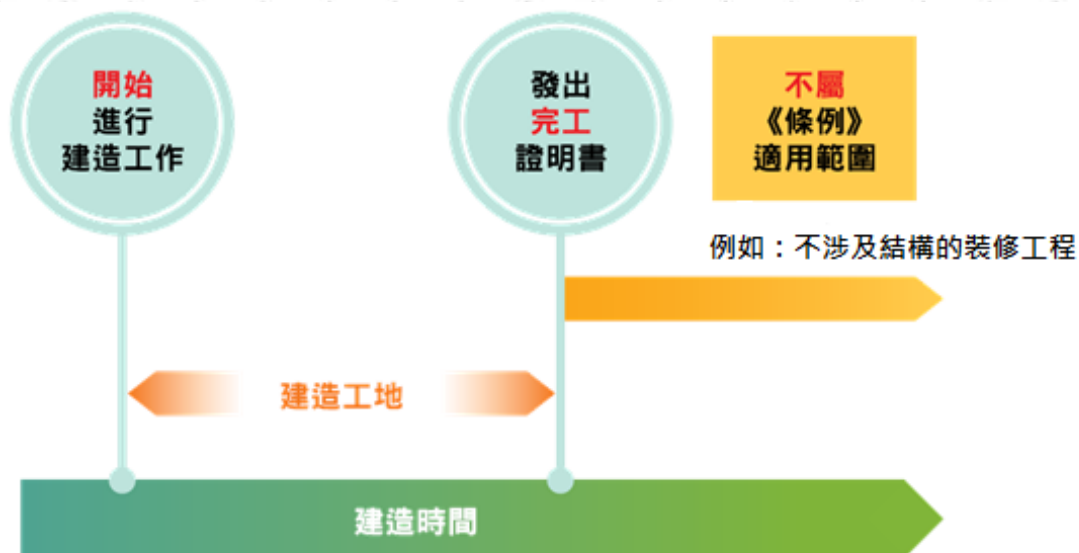 開始
進行
建造工作
發出
完工
證明書
不屬
《條例》
適用範圍
例如：不涉及結構的裝修工程
建造工地
建造時間